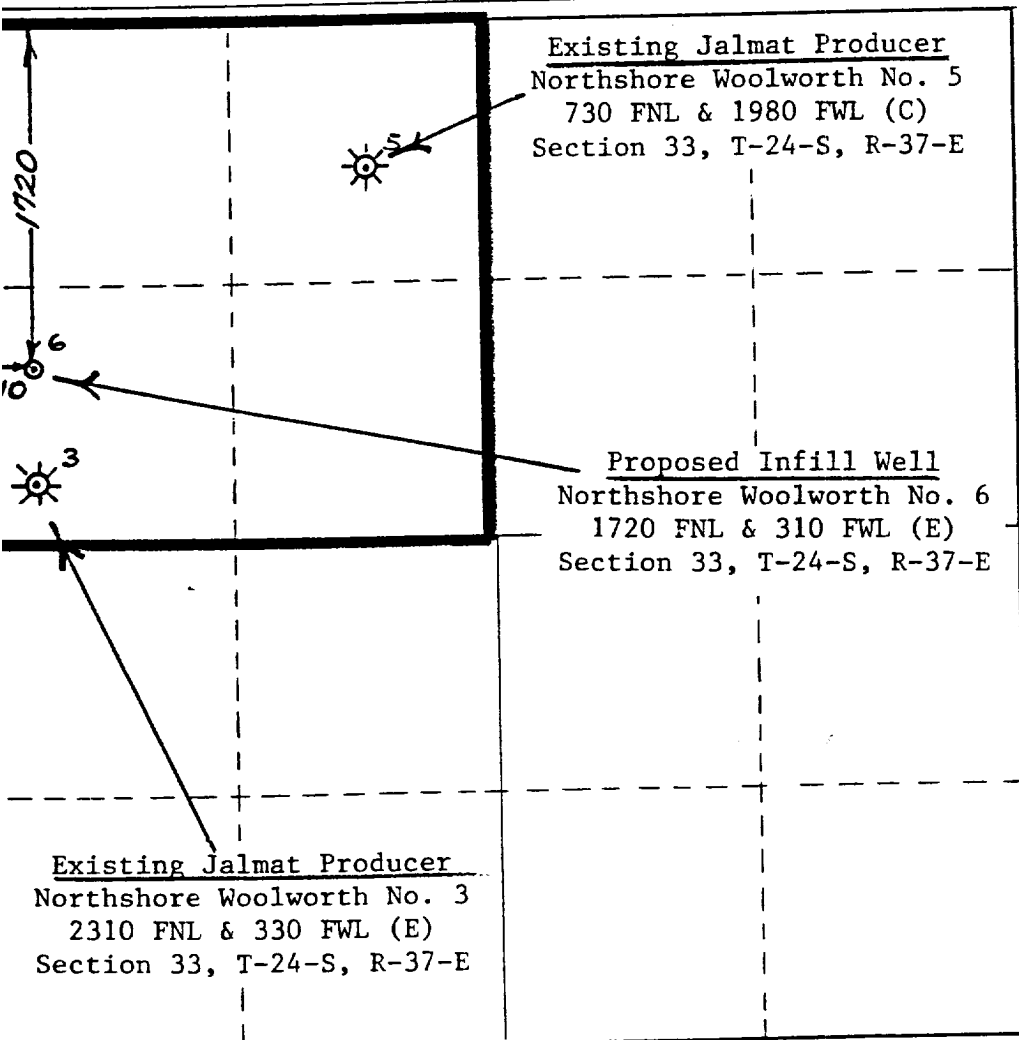 Existing Jalmat Producer
Northshore Woolworth No. 5
730 FNL & 1980 FWL (C)
Section 33, T-24-S, R-37-E
5
1720
6
10
3
Proposed Infill Well
Northshore Woolworth No. 6
1720 FNL & 310 FWL (E)
Section 33, T-24-S, R-37-E
Existing Jalmat Producer
Northshore Woolworth No. 3
2310 FNL & 330 FWL (E)
Section 33, T-24-S, R-37-E